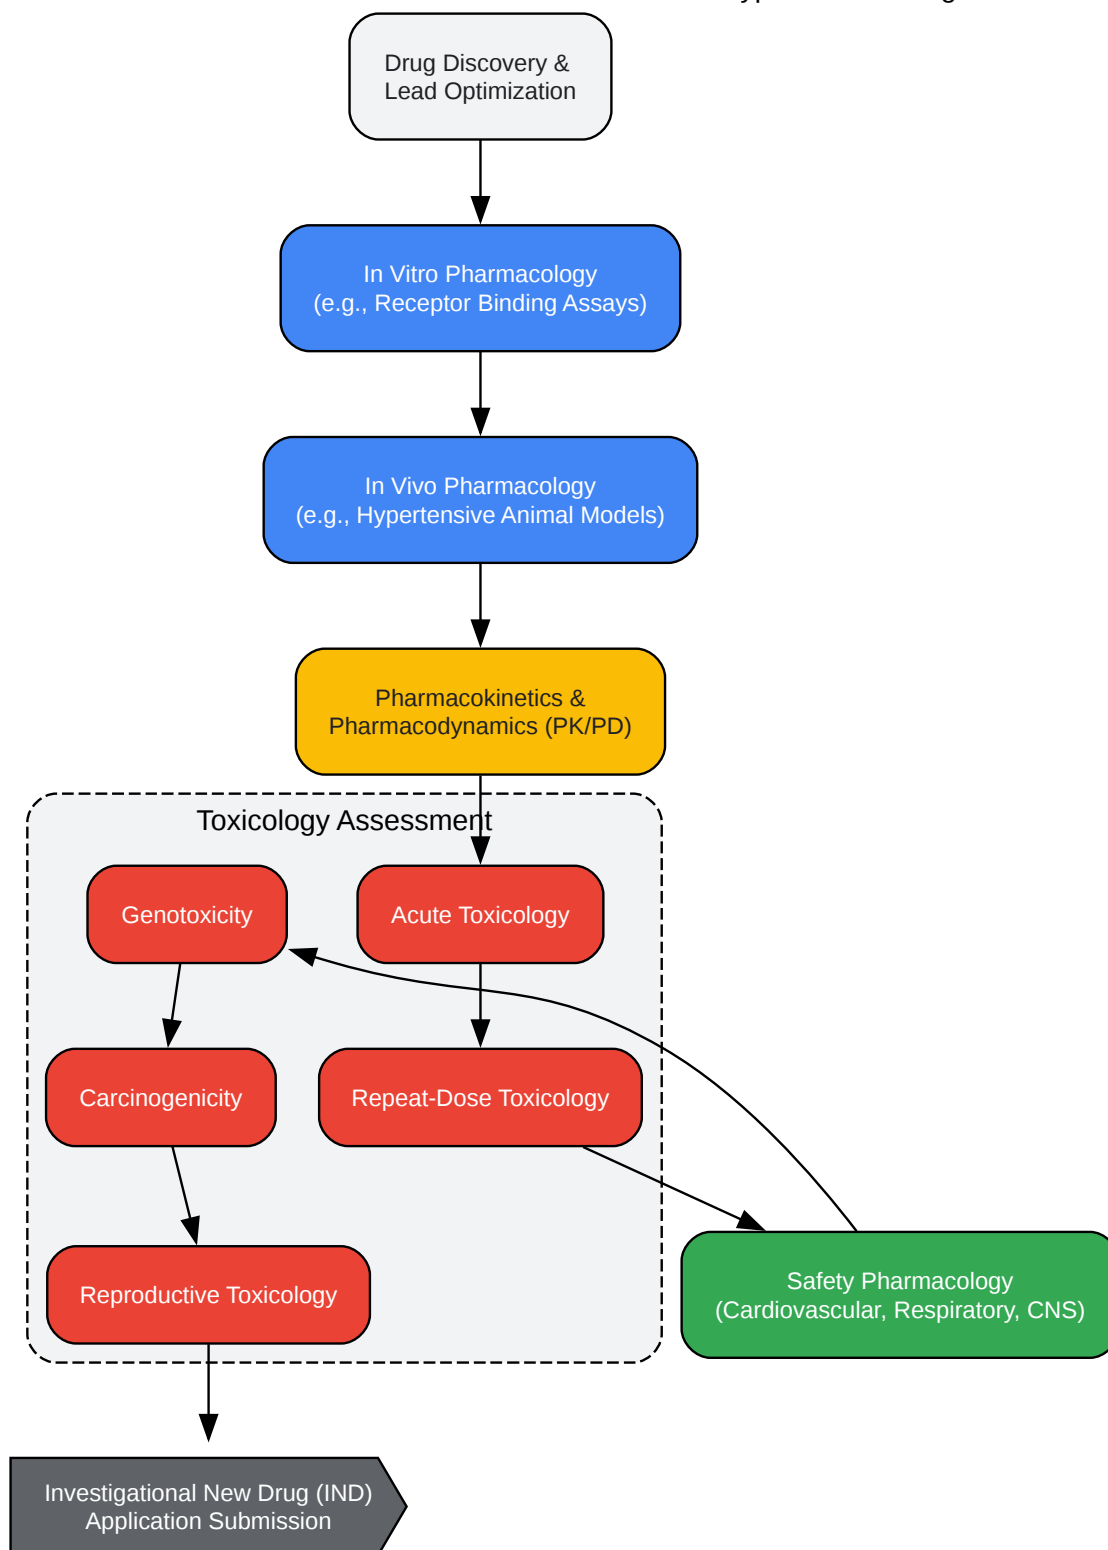 Drug Discovery &
Lead Optimization
In Vitro Pharmacology
(e.g., Receptor Binding Assays)
In Vivo Pharmacology
(e.g., Hypertensive Animal Models)
Pharmacokinetics &
Pharmacodynamics (PK/PD)
Toxicology Assessment
Genotoxicity
Acute Toxicology
Carcinogenicity
Repeat-Dose Toxicology
Safety Pharmacology
(Cardiovascular, Respiratory, CNS)
Reproductive Toxicology
Investigational New Drug (IND)
Application Submission